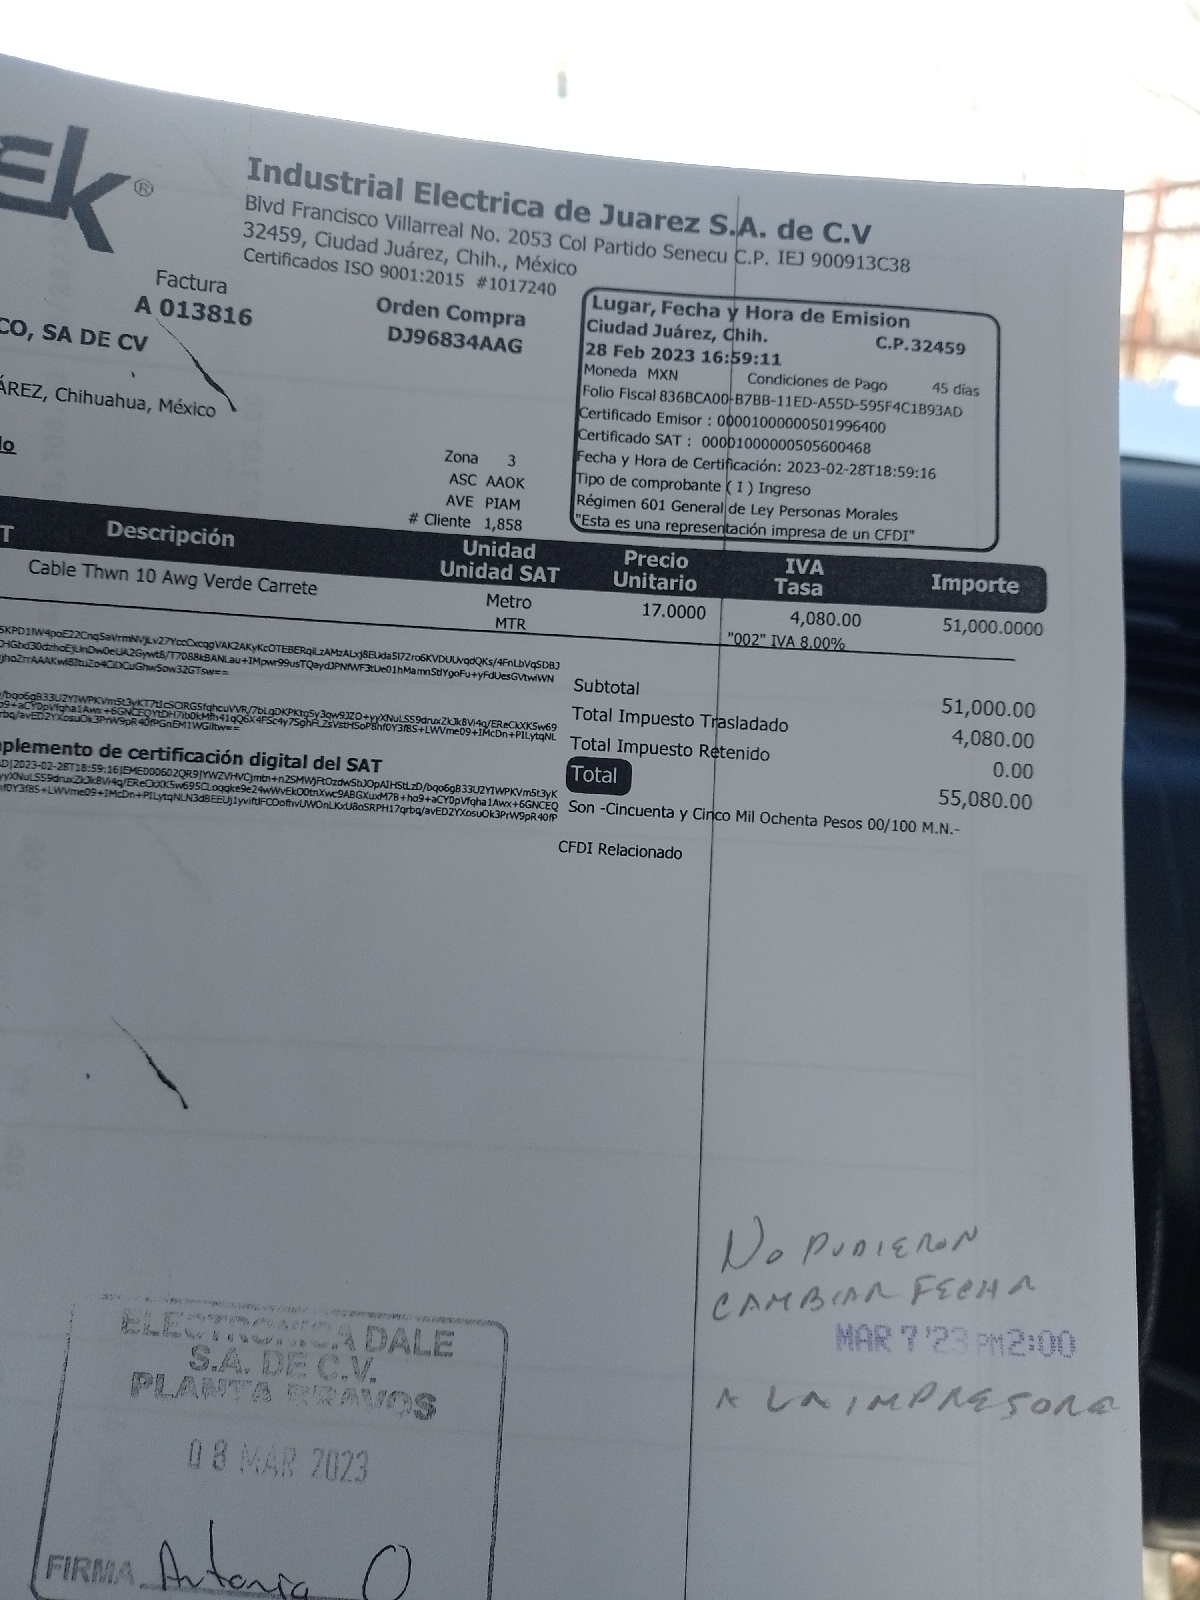 Ek®
Industrial Electrica de Juarez S.A. de C.V
Blvd Francisco Villarreal No. 2053 Col Partido Senecu C.P. IEJ 900913C38
32459, Ciudad Juárez, Chih., México
Certificados ISO 9001:2015 #1017240
Factura
A 013816
Orden Compra
DJ96834AAG
CO, SA DE CV
ÁREZ, Chihuahua, México
do
Lugar, Fecha y Hora de Emision
Ciudad Juárez, Chih. C.P.32459
28 Feb 2023 16:59:11
Moneda MXN Condiciones de Pago 45 días
Folio Fiscal 836BCA00-B7BB-11ED-A55D-595F4C1B93AD
Certificado Emisor : 00001000000501996400
Certificado SAT : 00001000000505600468
Fecha y Hora de Certificación: 2023-02-28T18:59:16
Tipo de comprobante ( I ) Ingreso
Régimen 601 General de Ley Personas Morales
"Esta es una representación impresa de un CFDI"
Zona 3
ASC AAOK
AVE PIAM
# Cliente 1,858
T Descripción Unidad Unidad SAT Precio Unitario IVA Tasa Importe
Cable Thwn 10 Awg Verde Carrete Metro 17.0000 4,080.00 51,000.0000
MTR "002" IVA 8.00%
Subtotal 51,000.00
Total Impuesto Trasladado 4,080.00
Total Impuesto Retenido 0.00
Total 55,080.00
Son -Cincuenta y Cinco Mil Ochenta Pesos 00/100 M.N.-
CFDI Relacionado
plemento de certificación digital del SAT
No PUDIERON
CAMBIAR FECHA
MAR 7 '23 PM2:00
A LA IMPRESORA
ELECTRONICA DALE
S.A. DE C.V.
PLANTA BRAVOS
08 MAR 2023
FIRMA Antonia O